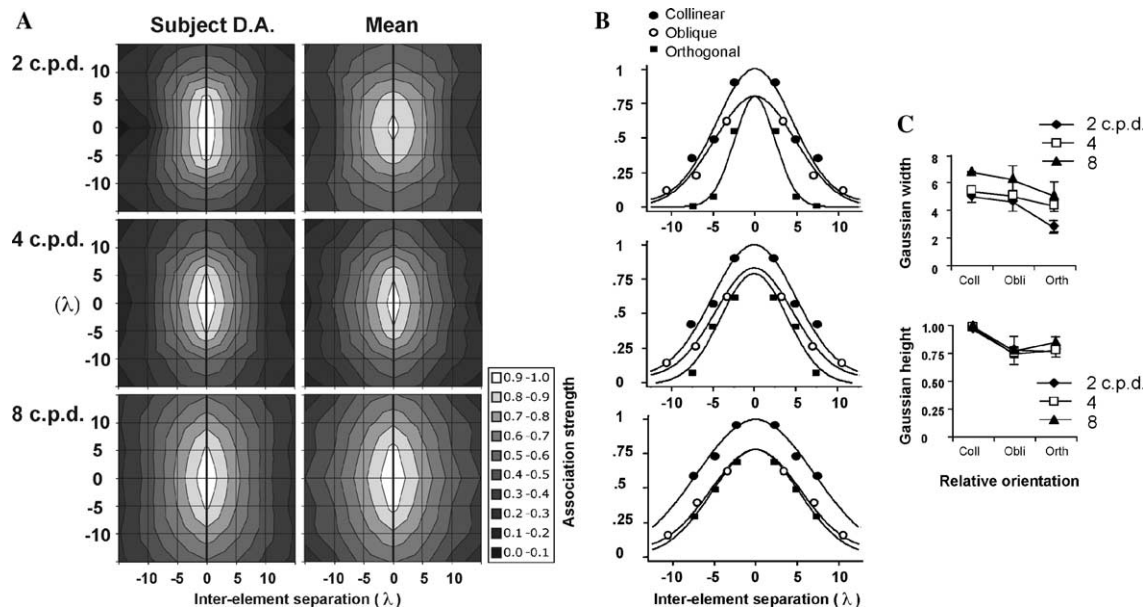 A
Subject D.A.
Mean
2 c.p.d.
10
5
0
-5
-10
4 c.p.d.
10
5
(λ) 0
-5
-10
8 c.p.d.
10
5
0
-5
-10
-10 -5 0 5 10
-10 -5 0 5 10
Inter-element separation (λ)
0.9-1.0
0.8-0.9
0.7-0.8
0.6-0.7
0.5-0.6
0.4-0.5
0.3-0.4
0.2-0.3
0.1-0.2
0.0-0.1
Association strength
B
Collinear
Oblique
Orthogonal
1
.75
.5
.25
0
-10 -5 0 5 10
1
.75
.5
.25
0
-10 -5 0 5 10
1
.75
.5
.25
0
-10 -5 0 5 10
Inter-element separation (λ)
C
2 c.p.d.
4
8
Gaussian width
8
6
4
2
0
Coll Obli Orth
Gaussian height
1.00
0.75
0.50
0.25
0
2 c.p.d.
4
8
Coll Obli Orth
Relative orientation